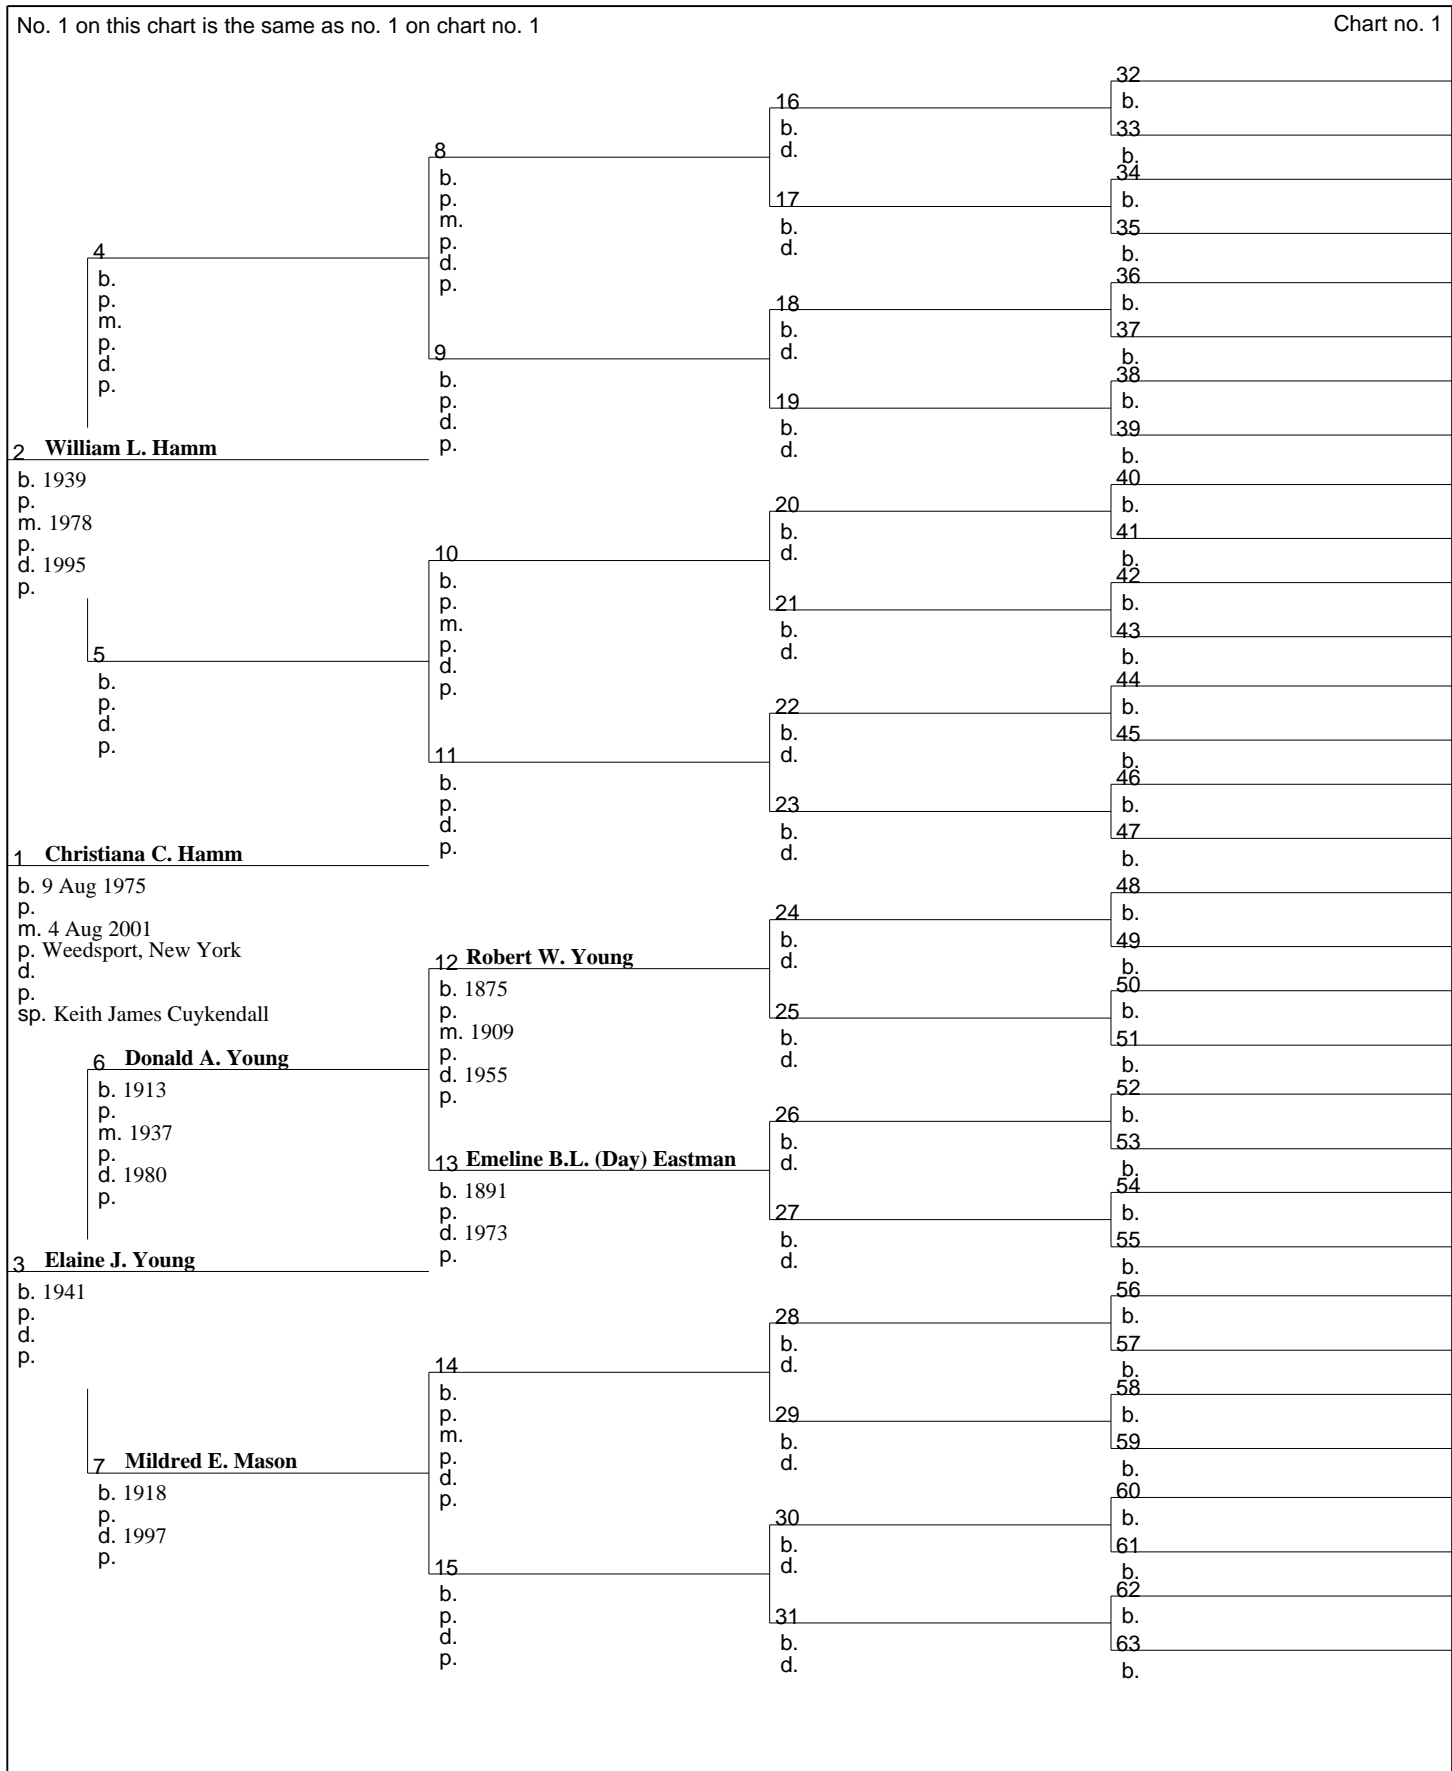 No. 1 on this chart is the same as no. 1 on chart no. 1
Chart no. 1
2 William L. Hamm
b. 1939
p.
m. 1978
p.
d. 1995
p.
1 Christiana C. Hamm
b. 9 Aug 1975
p.
m. 4 Aug 2001
p. Weedsport, New York
d.
p.
sp. Keith James Cuykendall
3 Elaine J. Young
b. 1941
p.
d.
p.
4
b.
p.
m.
p.
d.
p.
5
b.
p.
d.
p.
6 Donald A. Young
b. 1913
p.
m. 1937
p.
d. 1980
p.
7 Mildred E. Mason
b. 1918
p.
d. 1997
p.
8
b.
p.
m.
p.
d.
p.
9
b.
p.
d.
p.
10
b.
p.
m.
p.
d.
p.
11
b.
p.
d.
p.
12 Robert W. Young
b. 1875
p.
m. 1909
p.
d. 1955
p.
13 Emeline B.L. (Day) Eastman
b. 1891
p.
d. 1973
p.
14
b.
p.
m.
p.
d.
p.
15
b.
p.
d.
p.
16
b.
d.
17
b.
d.
18
b.
d.
19
b.
d.
20
b.
d.
21
b.
d.
22
b.
d.
23
b.
d.
24
b.
d.
25
b.
d.
26
b.
d.
27
b.
d.
28
b.
d.
29
b.
d.
30
b.
d.
31
b.
d.
32
b.
33
b.
34
b.
35
b.
36
b.
37
b.
38
b.
39
b.
40
b.
41
b.
42
b.
43
b.
44
b.
45
b.
46
b.
47
b.
48
b.
49
b.
50
b.
51
b.
52
b.
53
b.
54
b.
55
b.
56
b.
57
b.
58
b.
59
b.
60
b.
61
b.
62
b.
63
b.